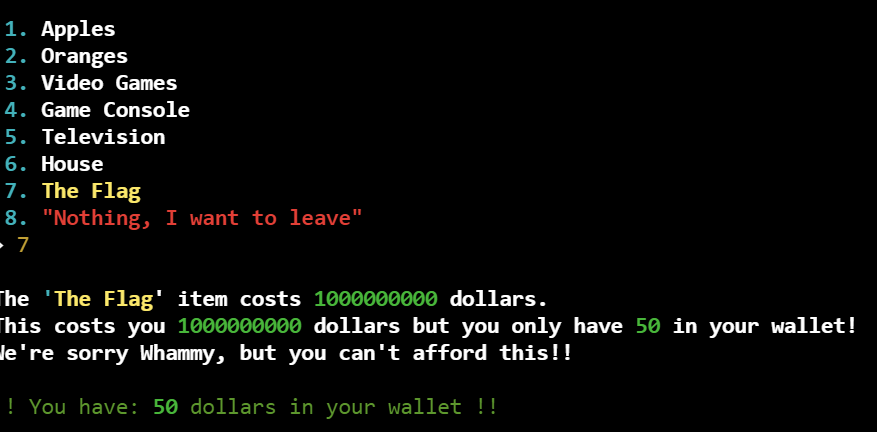 1. Apples
2. Oranges
3. Video Games
4. Game Console
5. Television
6. House
7. The Flag
8. "Nothing, I want to leave"
7
The 'The Flag' item costs 1000000000 dollars.
This costs you 1000000000 dollars but you only have 50 in your wallet!
We're sorry Whammy, but you can't afford this!!
! You have: 50 dollars in your wallet !!